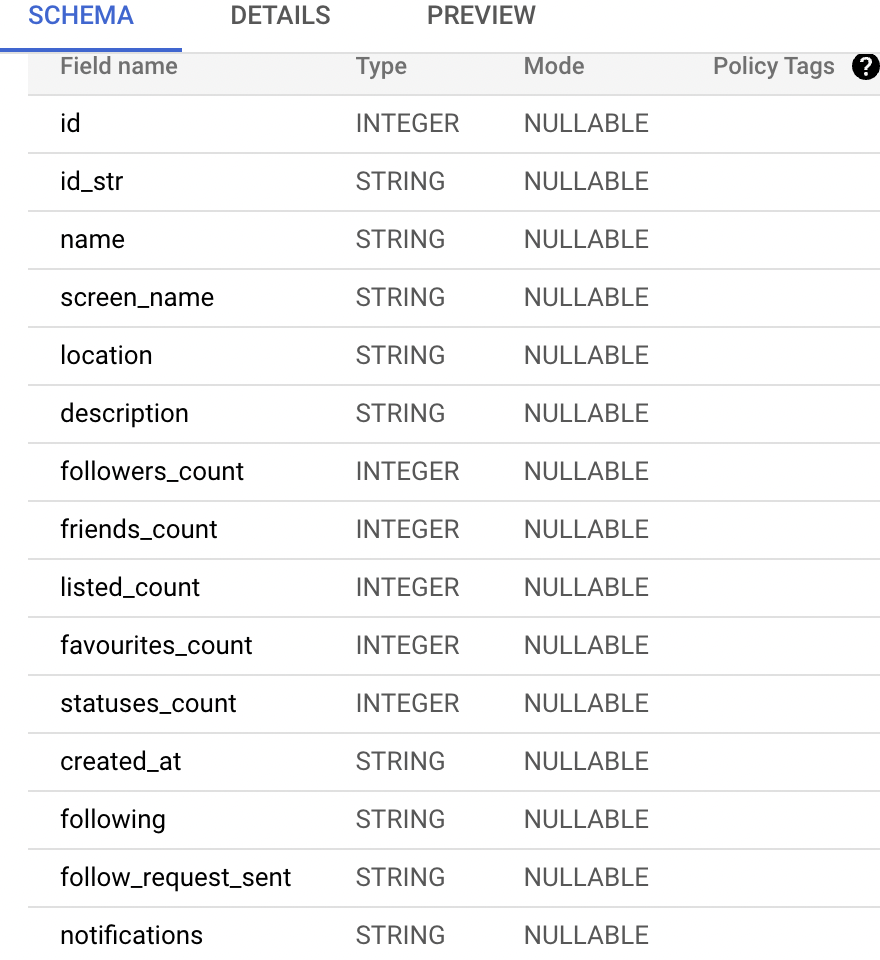 SCHEMA DETAILS PREVIEW
Field name Type Mode Policy Tags ?
id INTEGER NULLABLE
id_str STRING NULLABLE
name STRING NULLABLE
screen_name STRING NULLABLE
location STRING NULLABLE
description STRING NULLABLE
followers_count INTEGER NULLABLE
friends_count INTEGER NULLABLE
listed_count INTEGER NULLABLE
favourites_count INTEGER NULLABLE
statuses_count INTEGER NULLABLE
created_at STRING NULLABLE
following STRING NULLABLE
follow_request_sent STRING NULLABLE
notifications STRING NULLABLE